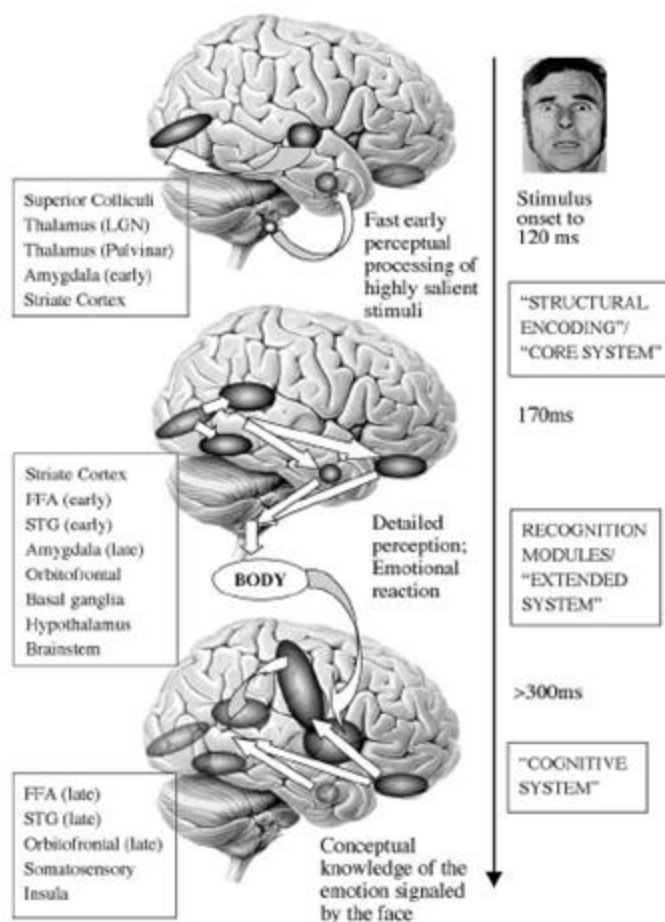 Superior Colliculi
Thalamus (LGN)
Thalamus (Pulvinar)
Amygdala (early)
Striate Cortex
Fast early
perceptual
processing of
highly salient
stimuli
Stimulus
onset to
120 ms
"STRUCTURAL
ENCODING"/
"CORE SYSTEM"
170ms
Striate Cortex
FFA (early)
STG (early)
Amygdala (late)
Orbitofrontal
Basal ganglia
Hypothalamus
Brainstem
BODY
Detailed
perception;
Emotional
reaction
RECOGNITION
MODULES/
"EXTENDED
SYSTEM"
>300ms
FFA (late)
STG (late)
Orbitofrontal (late)
Somatosensory
Insula
Conceptual
knowledge of the
emotion signaled
by the face
"COGNITIVE
SYSTEM"